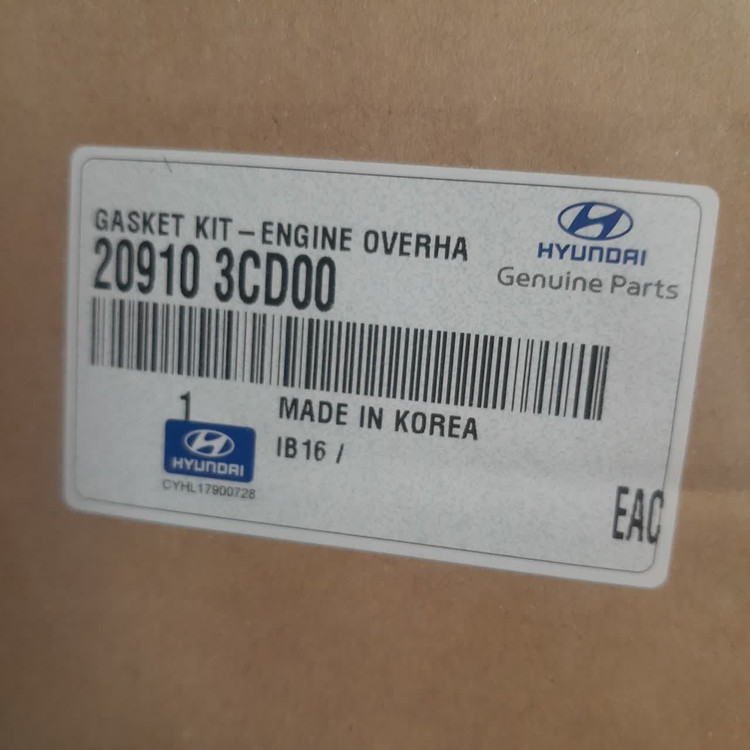 GASKET KIT-ENGINE OVERHA
20910 3CD00
HYUNDAI
Genuine Parts
1
MADE IN KOREA
IB16 /
HYUNDAI
CYHL17900728
EAC